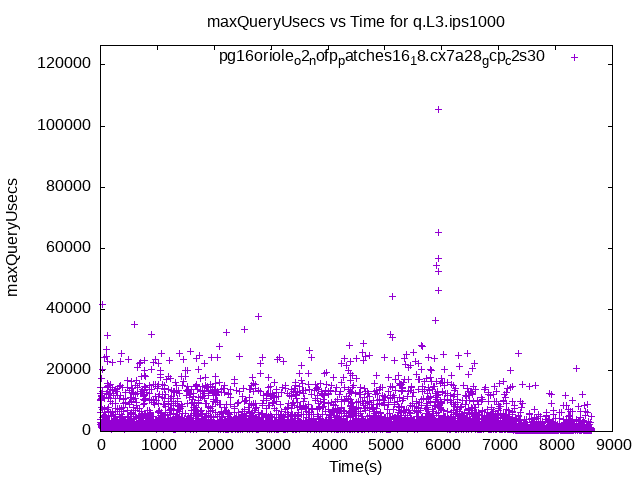 maxQueryUsecs vs Time for q.L3.ips1000
pg16oriole_o2_nofp_patches16_18.cx7a28_gcp_c2s30
120000
100000
80000
60000
40000
20000
0
maxQueryUsecs
0 1000 2000 3000 4000 5000 6000 7000 8000 9000
Time(s)